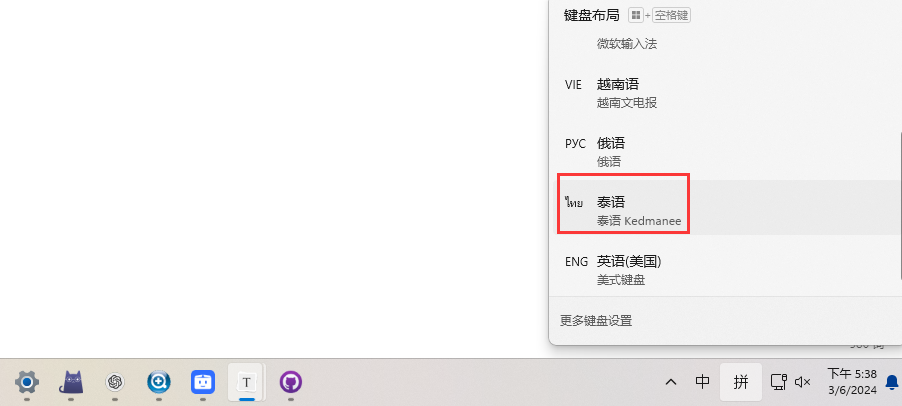 键盘布局 + 空格键
微软输入法
VIE 越南语
越南文电报
РУС 俄语
俄语
ไทย 泰语
泰语 Kedmanee
ENG 英语(美国)
美式键盘
更多键盘设置
T
中 拼
下午 5:38
3/6/2024